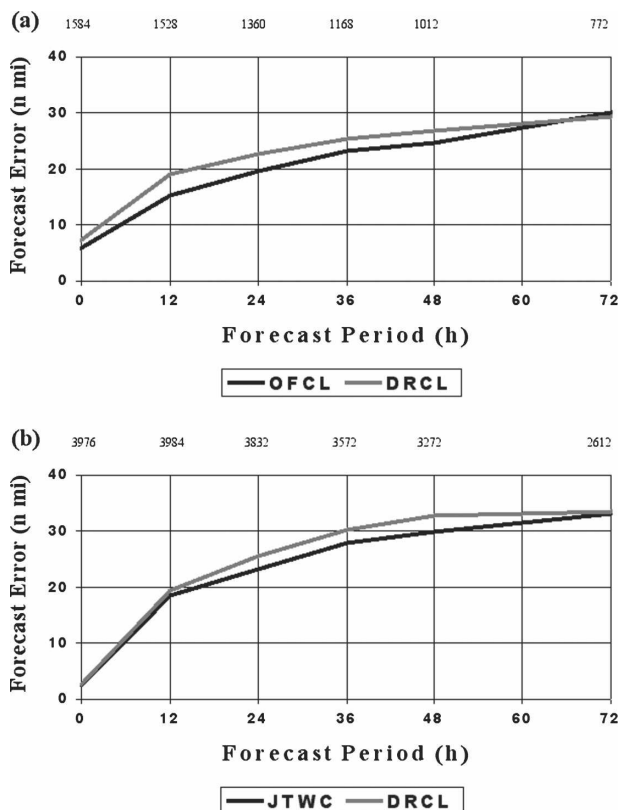 (a)
1584 1528 1360 1168 1012 772
40
30
20
10
0
Forecast Error (n mi)
0 12 24 36 48 60 72
Forecast Period (h)
OFCL DRCL
(b)
3976 3984 3832 3572 3272 2612
40
30
20
10
0
Forecast Error (n mi)
0 12 24 36 48 60 72
Forecast Period (h)
JTWC DRCL